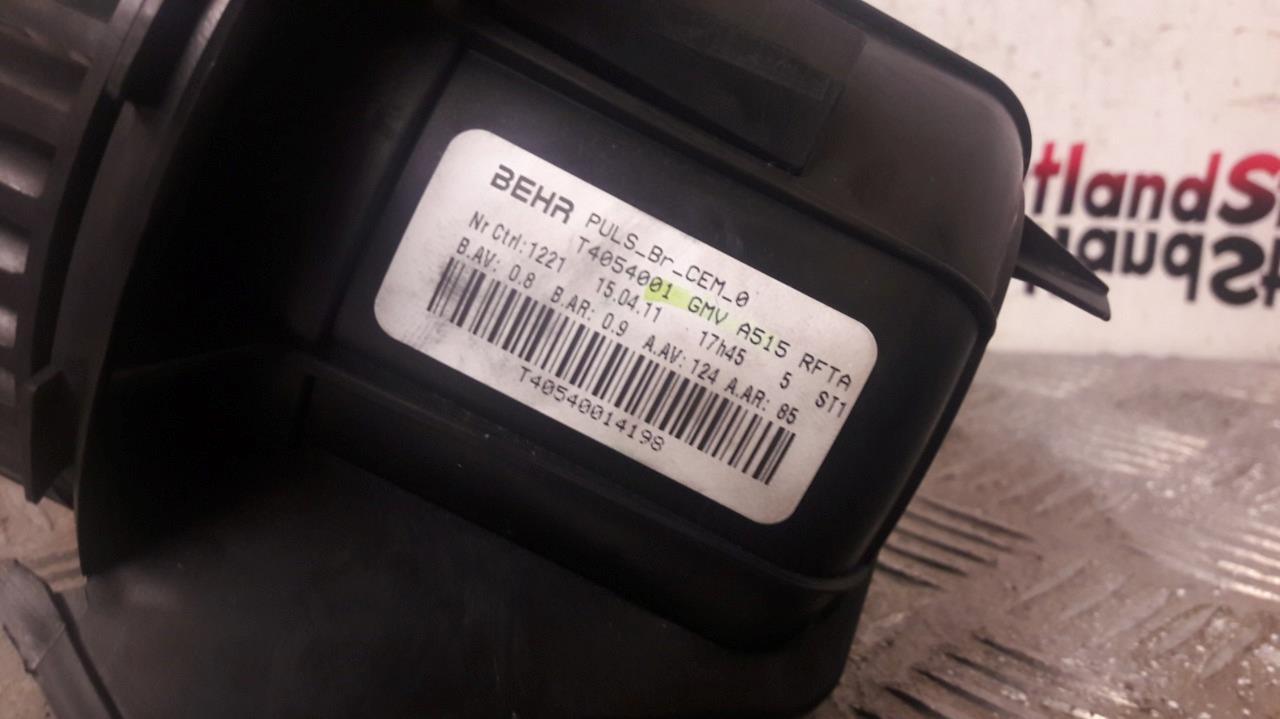 BEHR PULS_Br_CEM_0
T4054001 GMV A515 RFTA
Nr Ctrl:1221 15.04.11 17h45 5 ST1
B.AV: 0.8 B.AR: 0.9 A.AV: 124 A.AR: 85
T40540014198
tlandS